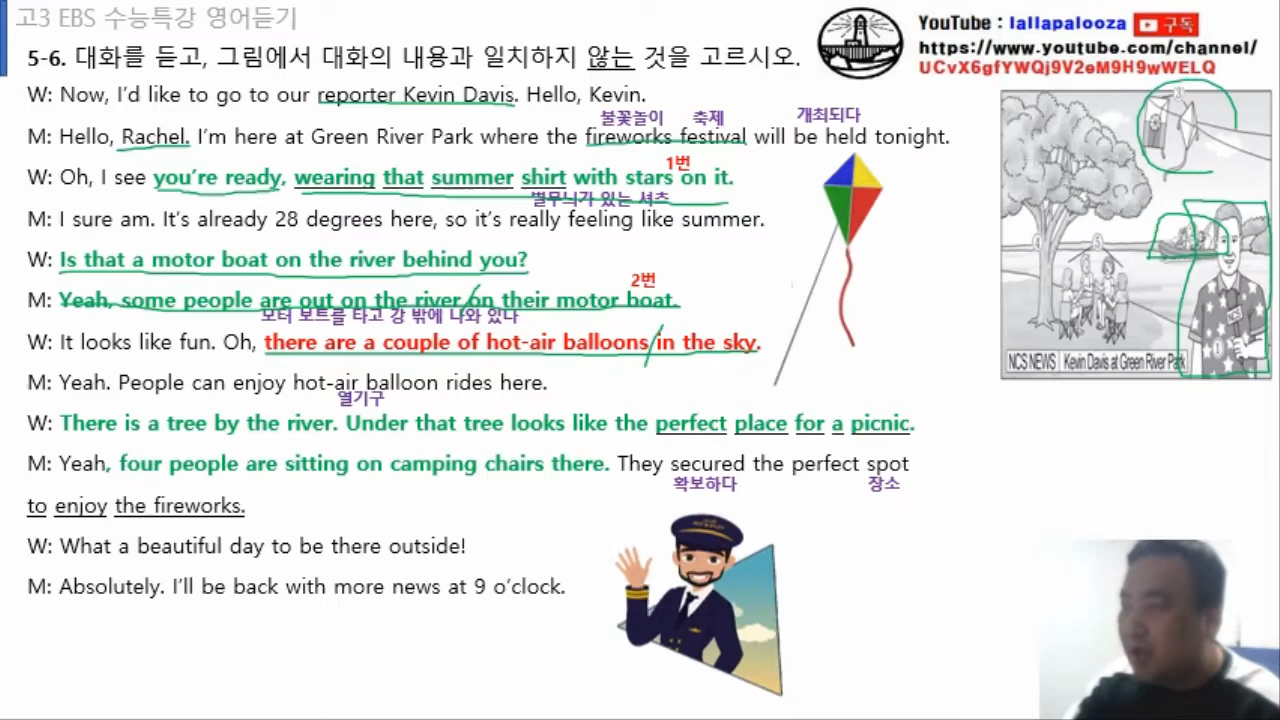 고3 EBS 수능특강 영어듣기
YouTube : lallapalooza 구독
https://www.youtube.com/channel/
UCvX6gfYWQj9V2eM9H9wWELQ
5-6. 대화를 듣고, 그림에서 대화의 내용과 일치하지 않는 것을 고르시오.
W: Now, I'd like to go to our reporter Kevin Davis. Hello, Kevin.
불꽃놀이 축제 개최되다
M: Hello, Rachel. I'm here at Green River Park where the fireworks festival will be held tonight.
1번
W: Oh, I see you're ready, wearing that summer shirt with stars on it.
별무늬가 있는 셔츠
M: I sure am. It's already 28 degrees here, so it's really feeling like summer.
W: Is that a motor boat on the river behind you?
2번
M: Yeah, some people are out on the river on their motor boat.
모터 보트를 타고 강 밖에 나와 있다
W: It looks like fun. Oh, there are a couple of hot-air balloons in the sky.
M: Yeah. People can enjoy hot-air balloon rides here.
열기구
W: There is a tree by the river. Under that tree looks like the perfect place for a picnic.
M: Yeah, four people are sitting on camping chairs there. They secured the perfect spot
확보하다 장소
to enjoy the fireworks.
W: What a beautiful day to be there outside!
M: Absolutely. I'll be back with more news at 9 o'clock.
③
④
⑤
NCS
①
NCS NEWS Kevin Davis at Green River Park